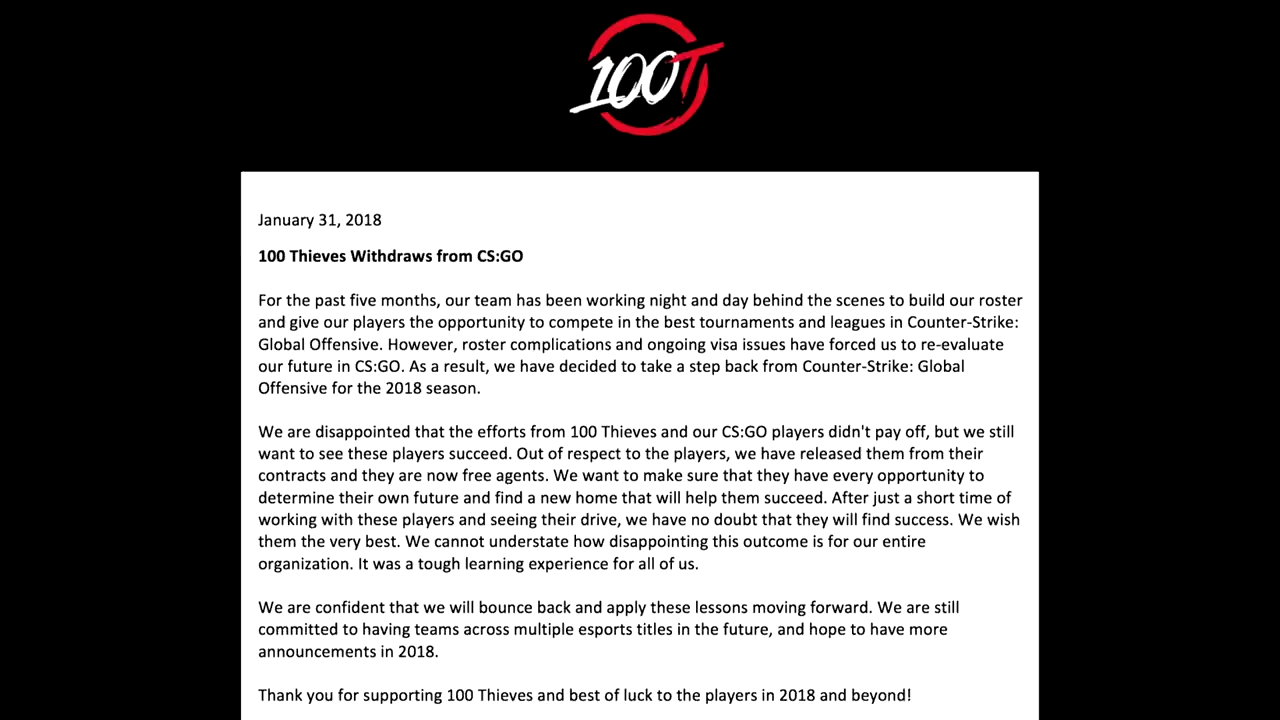 100T
January 31, 2018
100 Thieves Withdraws from CS:GO
For the past five months, our team has been working night and day behind the scenes to build our roster
and give our players the opportunity to compete in the best tournaments and leagues in Counter-Strike:
Global Offensive. However, roster complications and ongoing visa issues have forced us to re-evaluate
our future in CS:GO. As a result, we have decided to take a step back from Counter-Strike: Global
Offensive for the 2018 season.
We are disappointed that the efforts from 100 Thieves and our CS:GO players didn't pay off, but we still
want to see these players succeed. Out of respect to the players, we have released them from their
contracts and they are now free agents. We want to make sure that they have every opportunity to
determine their own future and find a new home that will help them succeed. After just a short time of
working with these players and seeing their drive, we have no doubt that they will find success. We wish
them the very best. We cannot understate how disappointing this outcome is for our entire
organization. It was a tough learning experience for all of us.
We are confident that we will bounce back and apply these lessons moving forward. We are still
committed to having teams across multiple esports titles in the future, and hope to have more
announcements in 2018.
Thank you for supporting 100 Thieves and best of luck to the players in 2018 and beyond!